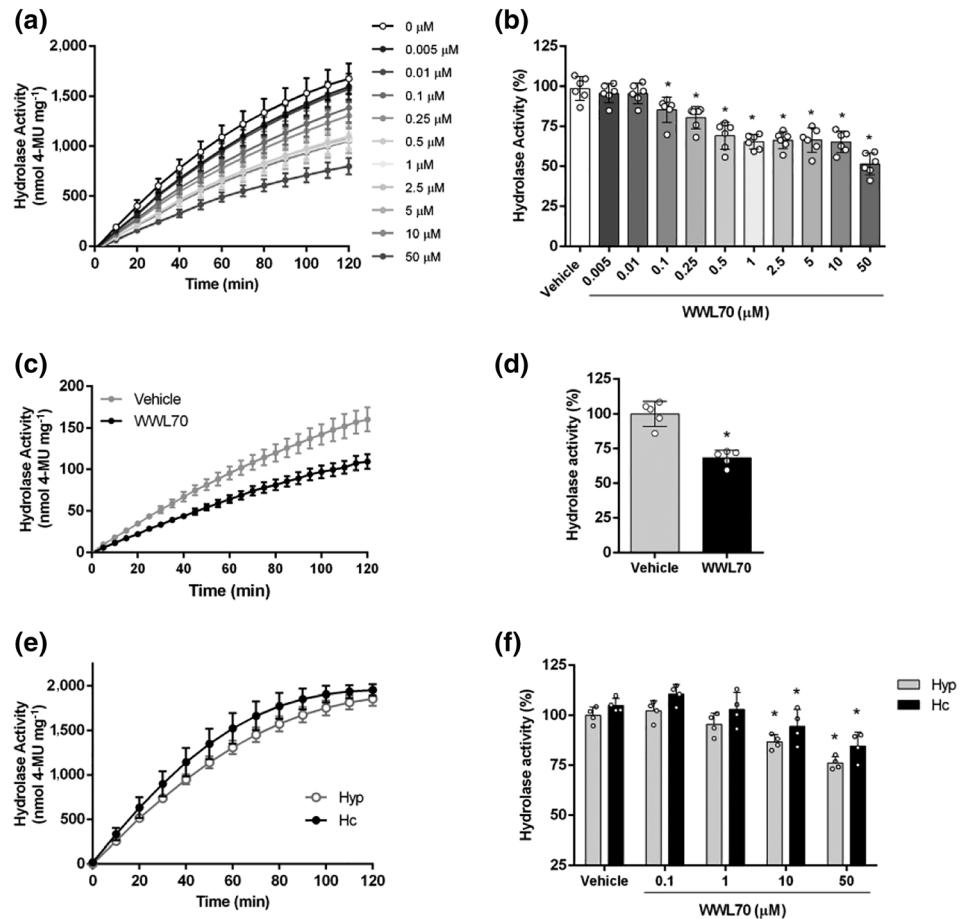 (a)
Hydrolase Activity
(nmol 4-MU mg⁻¹)
2,000
1,500
1,000
500
0
0 20 40 60 80 100 120
Time (min)
0 μM
0.005 μM
0.01 μM
0.1 μM
0.25 μM
0.5 μM
1 μM
2.5 μM
5 μM
10 μM
50 μM
(b)
Hydrolase Activity (%)
125
100
75
50
25
0
* * * * * * * *
Vehicle 0.005 0.01 0.1 0.25 0.5 1 2.5 5 10 50
WWL70 (μM)
(c)
Hydrolase Activity
(nmol 4-MU mg⁻¹)
200
150
100
50
0
Vehicle
WWL70
0 20 40 60 80 100 120
Time (min)
(d)
Hydrolase activity (%)
125
100
75
50
25
0
*
Vehicle WWL70
(e)
Hydrolase Activity
(nmol 4-MU mg⁻¹)
2,000
1,500
1,000
500
0
Hyp
Hc
0 20 40 60 80 100 120
Time (min)
(f)
Hydrolase activity (%)
125
100
75
50
25
* * * *
Hyp
Hc
Vehicle 0.1 1 10 50
WWL70 (μM)